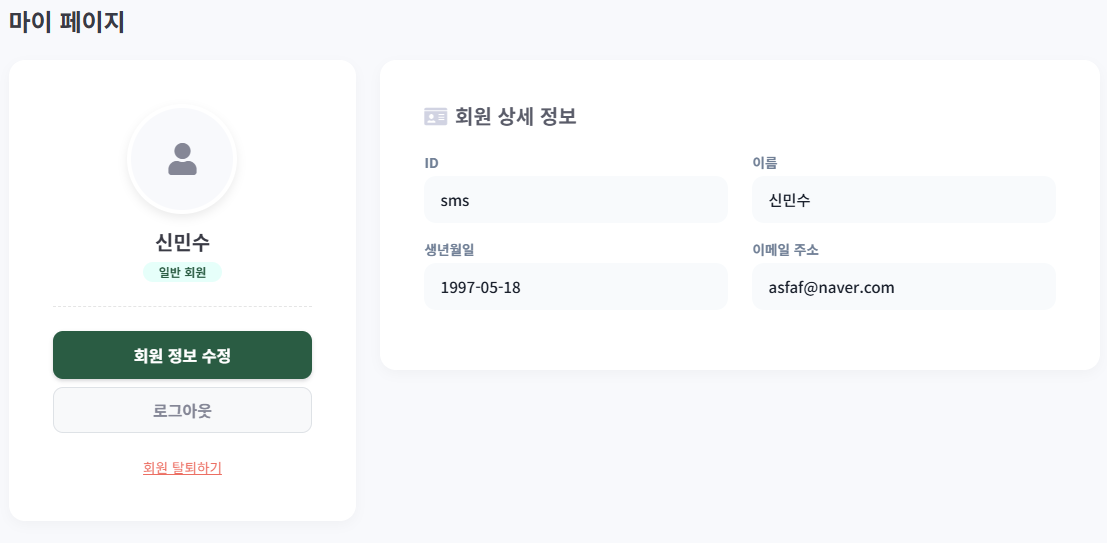 마이 페이지
신민수
일반 회원
회원 정보 수정
로그아웃
회원 탈퇴하기
회원 상세 정보
ID
sms
이름
신민수
생년월일
1997-05-18
이메일 주소
asfaf@naver.com